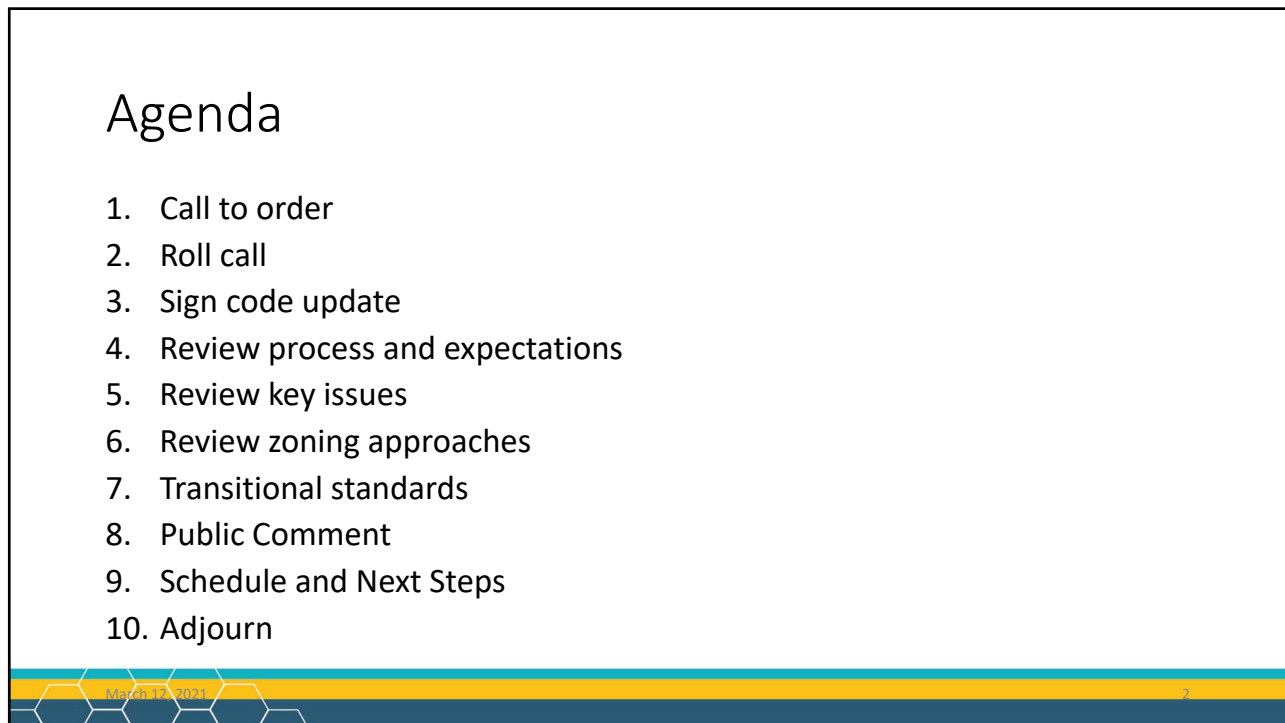 Agenda
1. Call to order
2. Roll call
3. Sign code update
4. Review process and expectations
5. Review key issues
6. Review zoning approaches
7. Transitional standards
8. Public Comment
9. Schedule and Next Steps
10. Adjourn
March 12, 2021
2